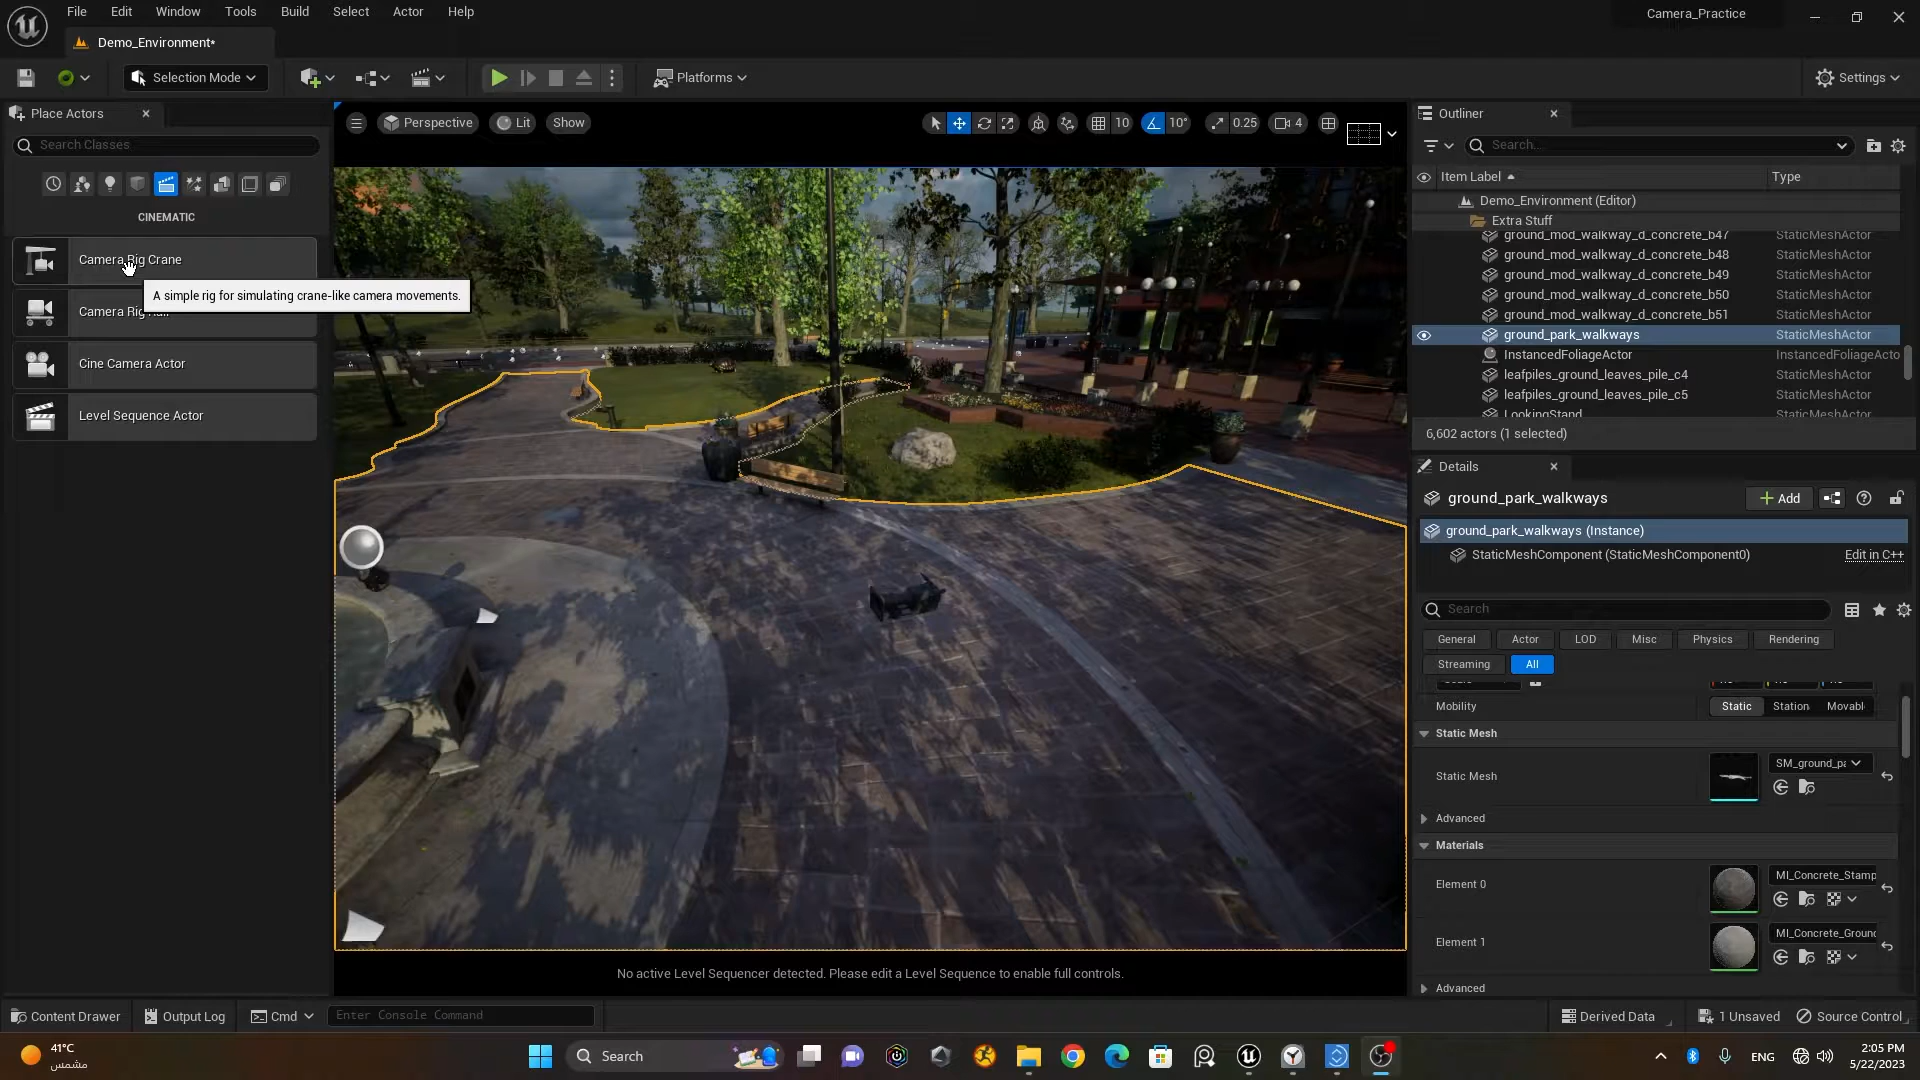 File Edit Window Tools Build Select Actor Help
Camera_Practice
Demo_Environment*
Selection Mode
Platforms
Settings
Place Actors
Search Classes
CINEMATIC
Camera Rig Crane
A simple rig for simulating crane-like camera movements.
Camera Rig Rail
Cine Camera Actor
Level Sequence Actor
Perspective Lit Show
10 10° 0.25 4
No active Level Sequencer detected. Please edit a Level Sequence to enable full controls.
Outliner
Search...
Item Label Type
Demo_Environment (Editor)
Extra Stuff
ground_mod_walkway_d_concrete_b47 StaticMeshActor
ground_mod_walkway_d_concrete_b48 StaticMeshActor
ground_mod_walkway_d_concrete_b49 StaticMeshActor
ground_mod_walkway_d_concrete_b50 StaticMeshActor
ground_mod_walkway_d_concrete_b51 StaticMeshActor
ground_park_walkways StaticMeshActor
InstancedFoliageActor InstancedFoliageActo
leafpiles_ground_leaves_pile_c4 StaticMeshActor
leafpiles_ground_leaves_pile_c5 StaticMeshActor
LookingStand StaticMeshActor
6,602 actors (1 selected)
Details
ground_park_walkways
Add
ground_park_walkways (Instance)
StaticMeshComponent (StaticMeshComponent0) Edit in C++
Search
General Actor LOD Misc Physics Rendering
Streaming All
Mobility Static Station Movabl
Static Mesh
Static Mesh SM_ground_pa
Advanced
Materials
Element 0 MI_Concrete_Stamp
Element 1 MI_Concrete_Ground
Advanced
Content Drawer Output Log Cmd Enter Console Command
Derived Data 1 Unsaved Source Control
41°C
مشمس
Search
ENG
2:05 PM
5/22/2023